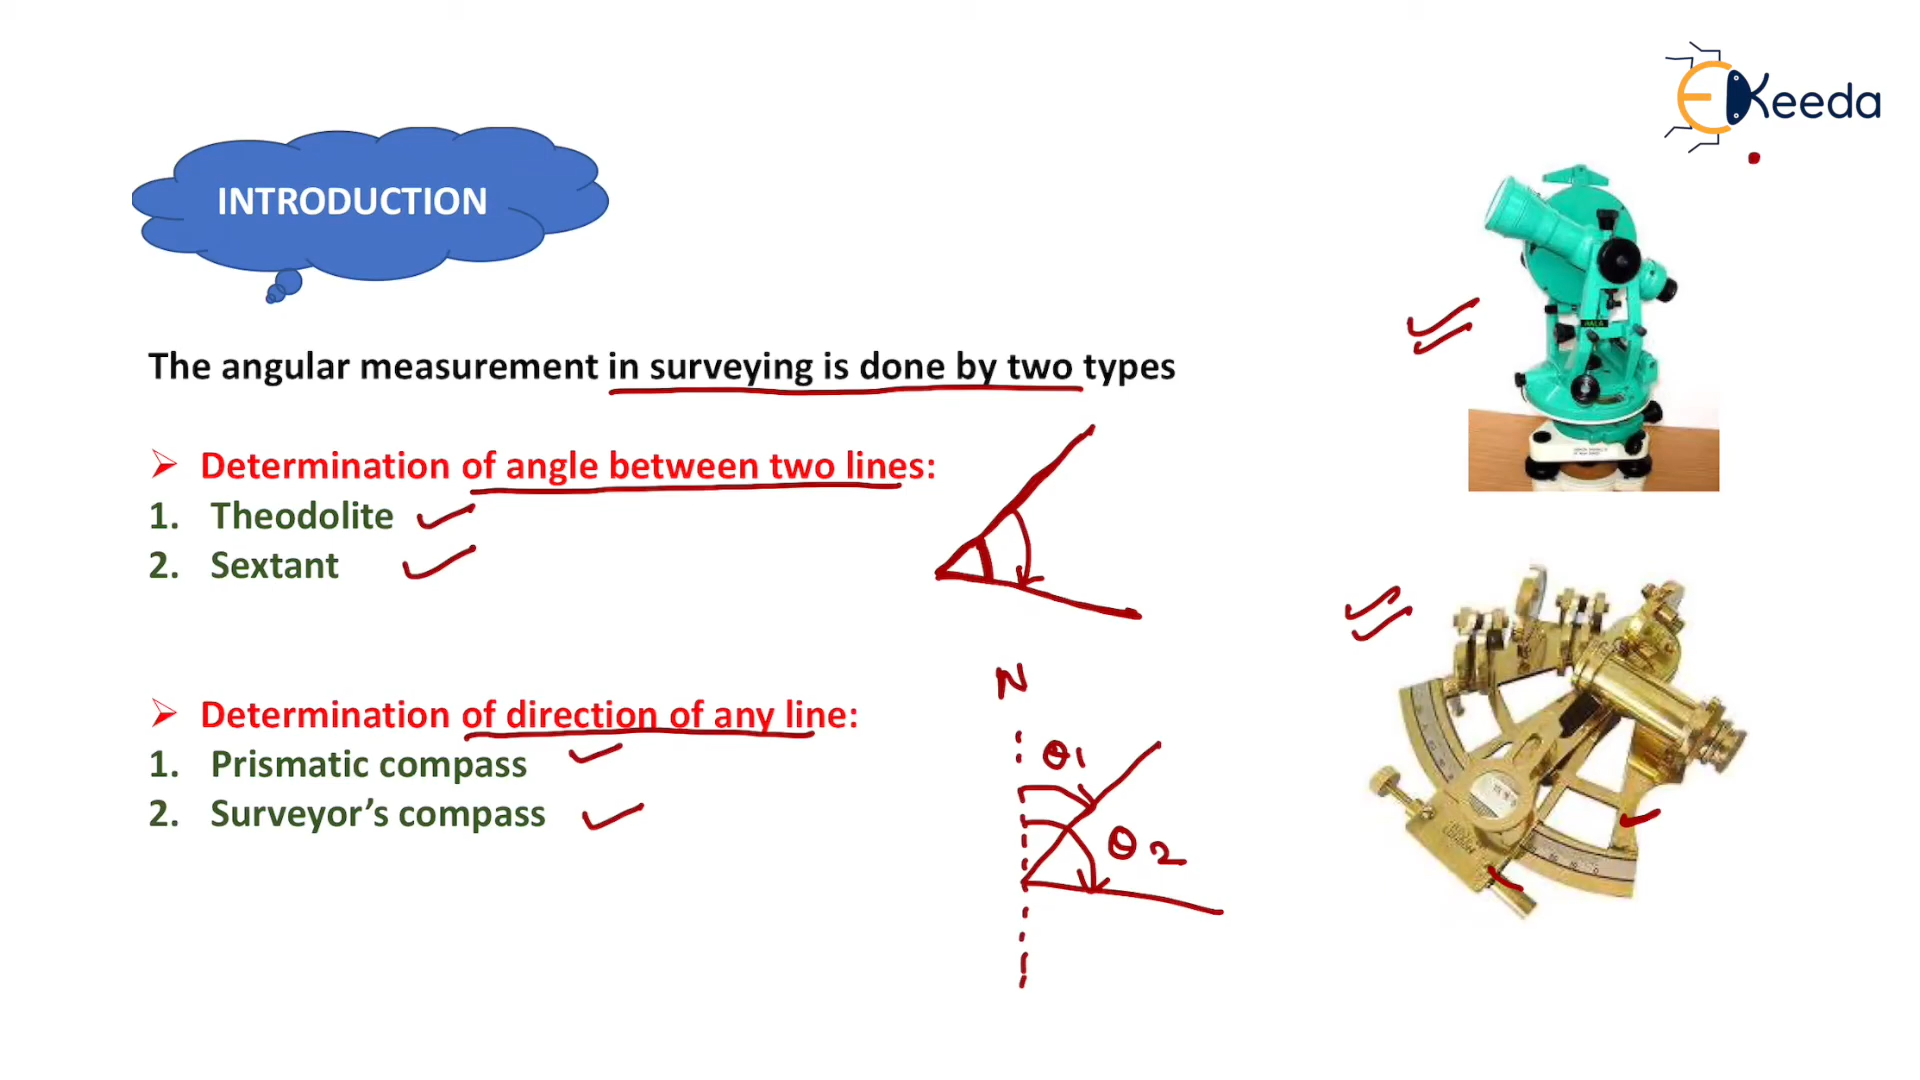 EKeeda
INTRODUCTION
The angular measurement in surveying is done by two types
Determination of angle between two lines:
1. Theodolite
2. Sextant
N
Determination of direction of any line:
1. Prismatic compass
2. Surveyor’s compass
θ1
θ2